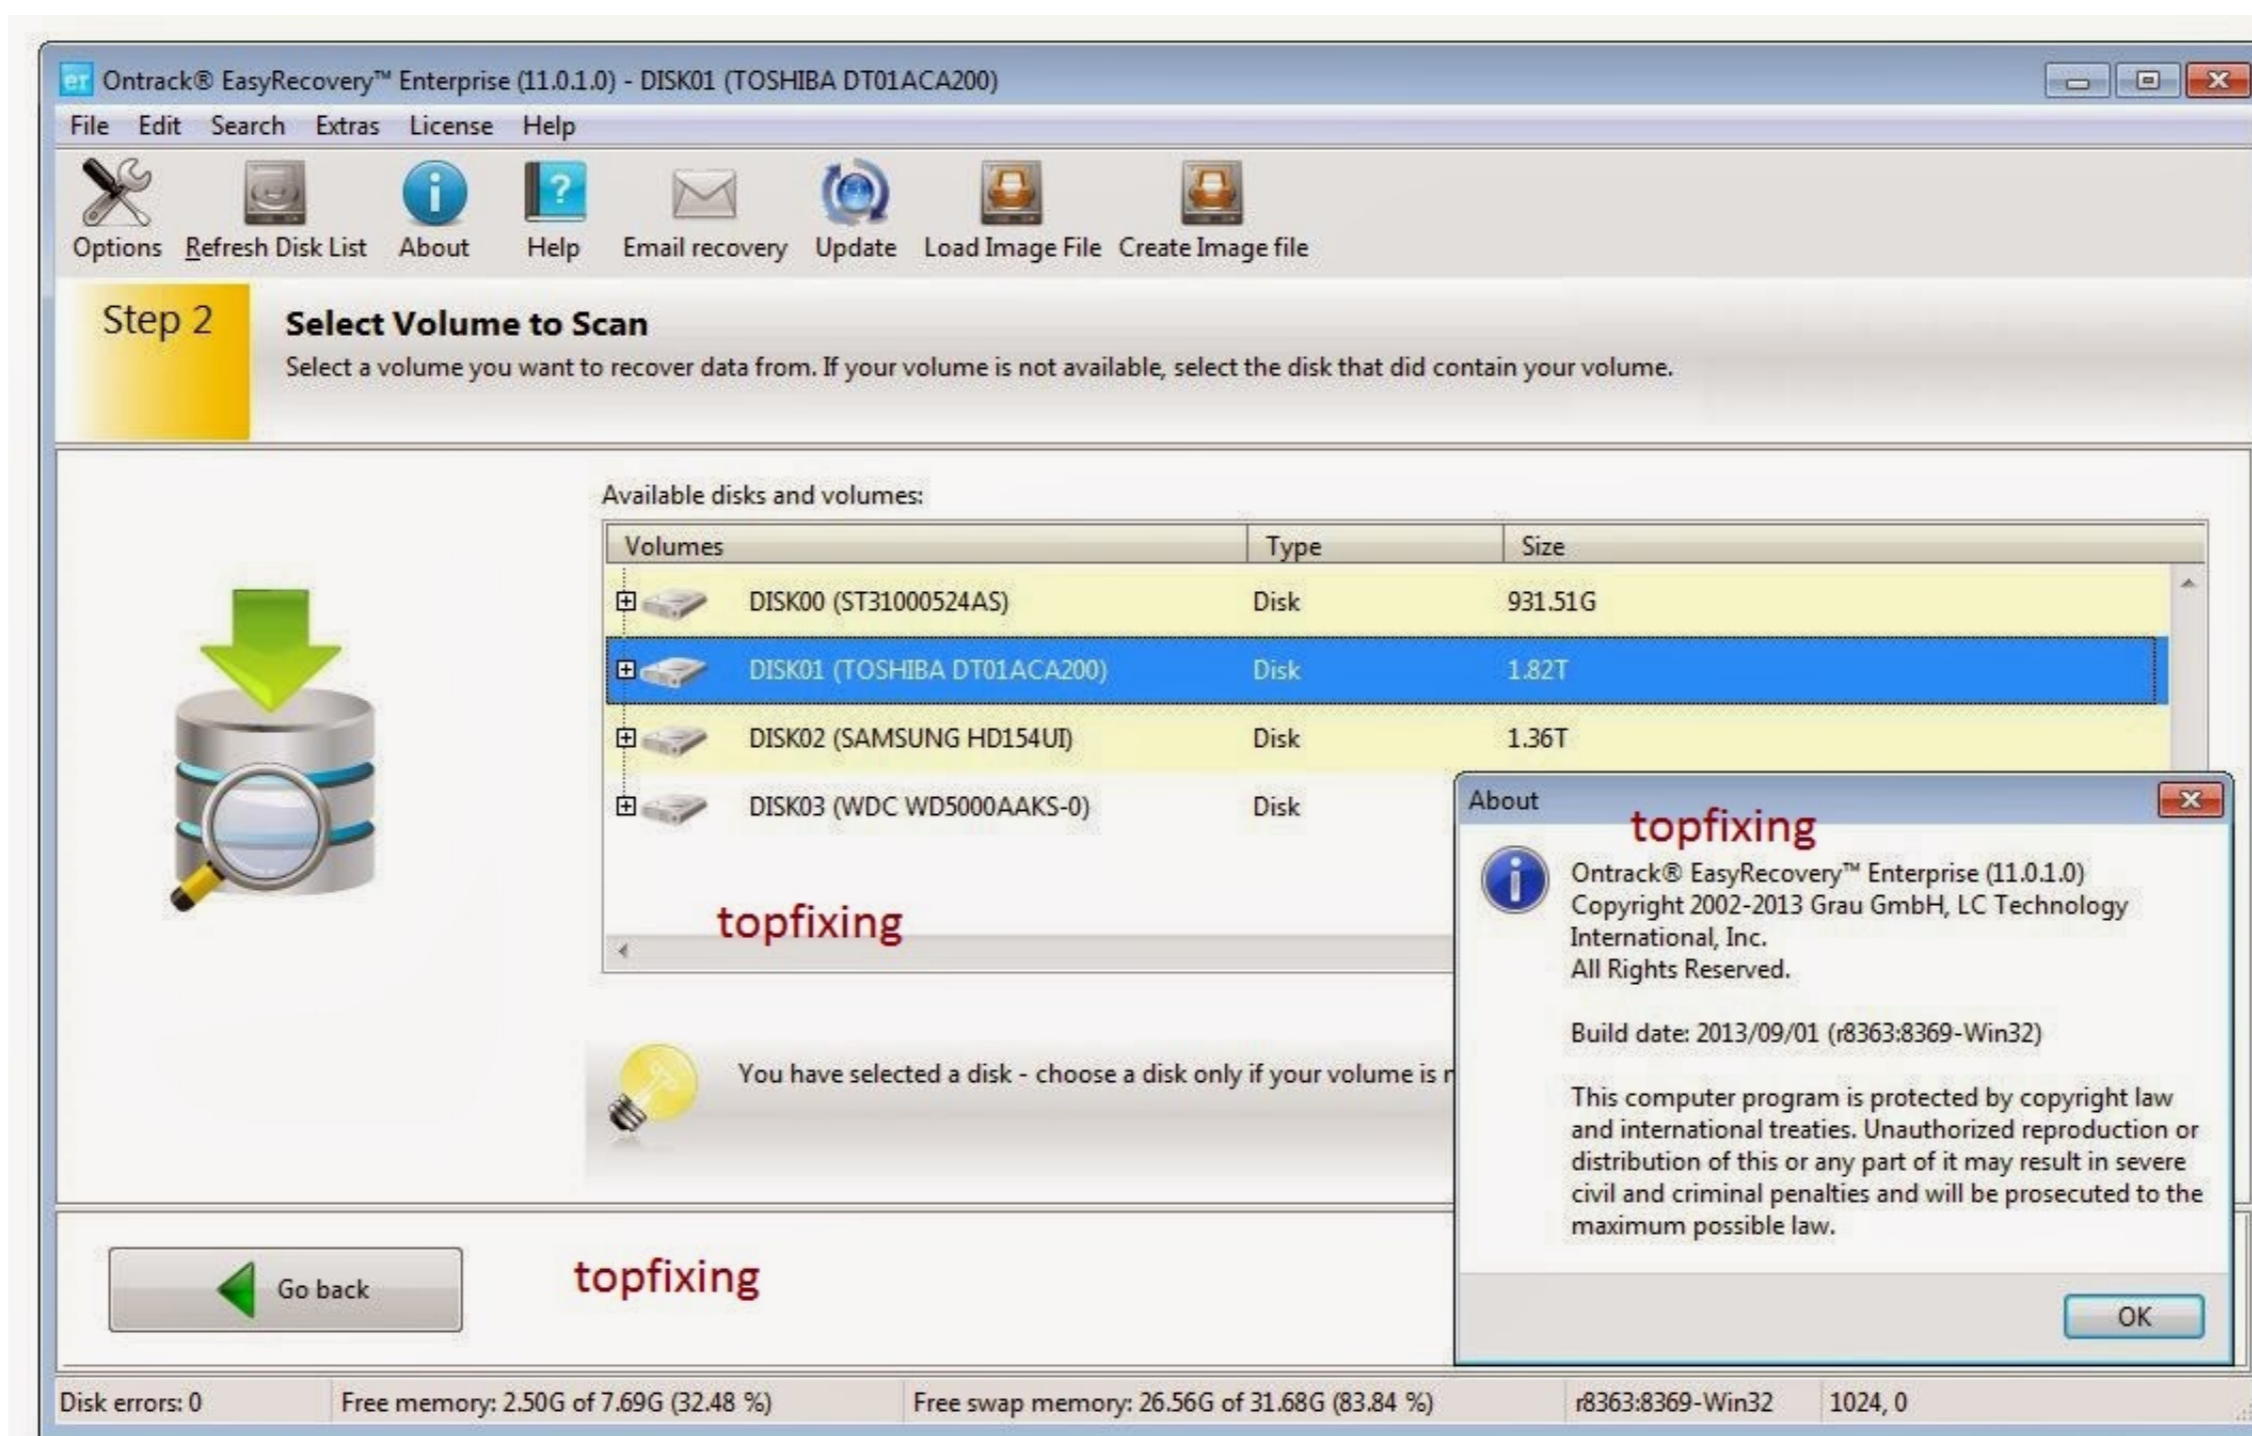 er Ontrack® EasyRecovery™ Enterprise (11.0.1.0) - DISK01 (TOSHIBA DT01ACA200)
File Edit Search Extras License Help
Options Refresh Disk List About Help Email recovery Update Load Image File Create Image file
Step 2
Select Volume to Scan
Select a volume you want to recover data from. If your volume is not available, select the disk that did contain your volume.
Available disks and volumes:
Volumes Type Size
DISK00 (ST31000524AS) Disk 931.51G
DISK01 (TOSHIBA DT01ACA200) Disk 1.82T
DISK02 (SAMSUNG HD154UI) Disk 1.36T
DISK03 (WDC WD5000AAKS-0) Disk
topfixing
You have selected a disk - choose a disk only if your volume is
About
topfixing
Ontrack® EasyRecovery™ Enterprise (11.0.1.0)
Copyright 2002-2013 Grau GmbH, LC Technology
International, Inc.
All Rights Reserved.
Build date: 2013/09/01 (r8363:8369-Win32)
This computer program is protected by copyright law
and international treaties. Unauthorized reproduction or
distribution of this or any part of it may result in severe
civil and criminal penalties and will be prosecuted to the
maximum possible law.
OK
Go back
topfixing
Disk errors: 0 Free memory: 2.50G of 7.69G (32.48 %) Free swap memory: 26.56G of 31.68G (83.84 %) r8363:8369-Win32 1024, 0